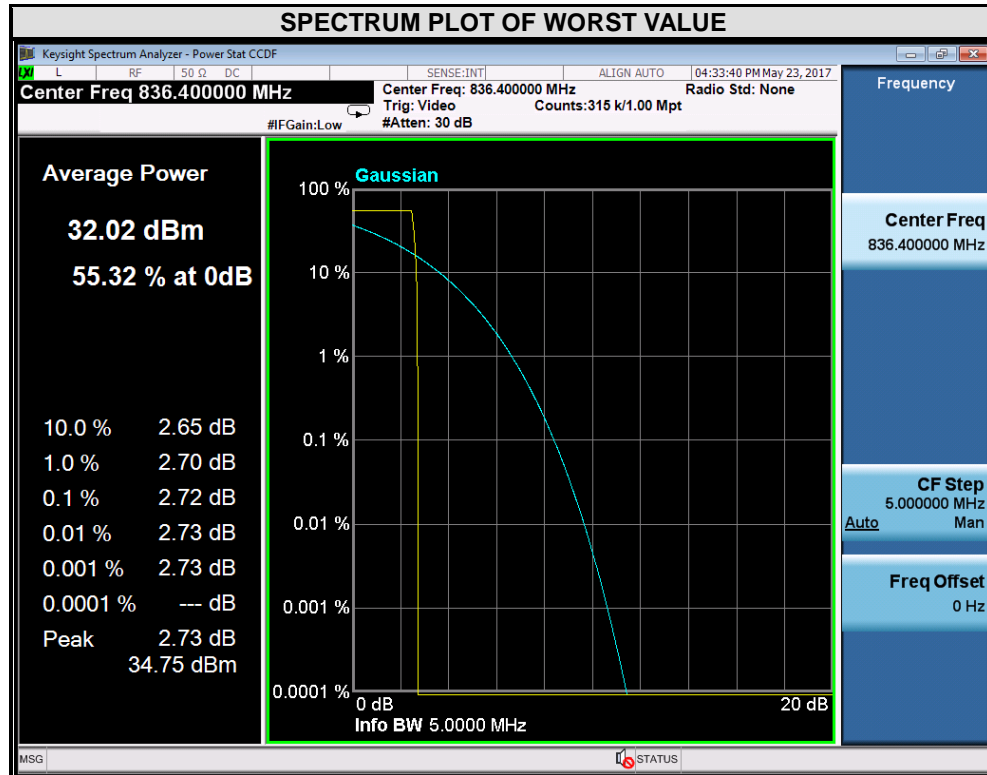 SPECTRUM PLOT OF WORST VALUE
Keysight Spectrum Analyzer - Power Stat CCDF
LXI L RF 50 Ω DC SENSE:INT ALIGN AUTO 04:33:40 PM May 23, 2017
Center Freq 836.400000 MHz
#IFGain:Low
Center Freq: 836.400000 MHz
Radio Std: None
Trig: Video
Counts:315 k/1.00 Mpt
#Atten: 30 dB
Frequency
Average Power
32.02 dBm
55.32 % at 0dB
10.0 % 2.65 dB
1.0 % 2.70 dB
0.1 % 2.72 dB
0.01 % 2.73 dB
0.001 % 2.73 dB
0.0001 % --- dB
Peak 2.73 dB
34.75 dBm
Gaussian
100 %
10 %
1 %
0.1 %
0.01 %
0.001 %
0.0001 %
0 dB
20 dB
Info BW 5.0000 MHz
Center Freq
836.400000 MHz
CF Step
5.000000 MHz
Auto Man
Freq Offset
0 Hz
MSG
STATUS